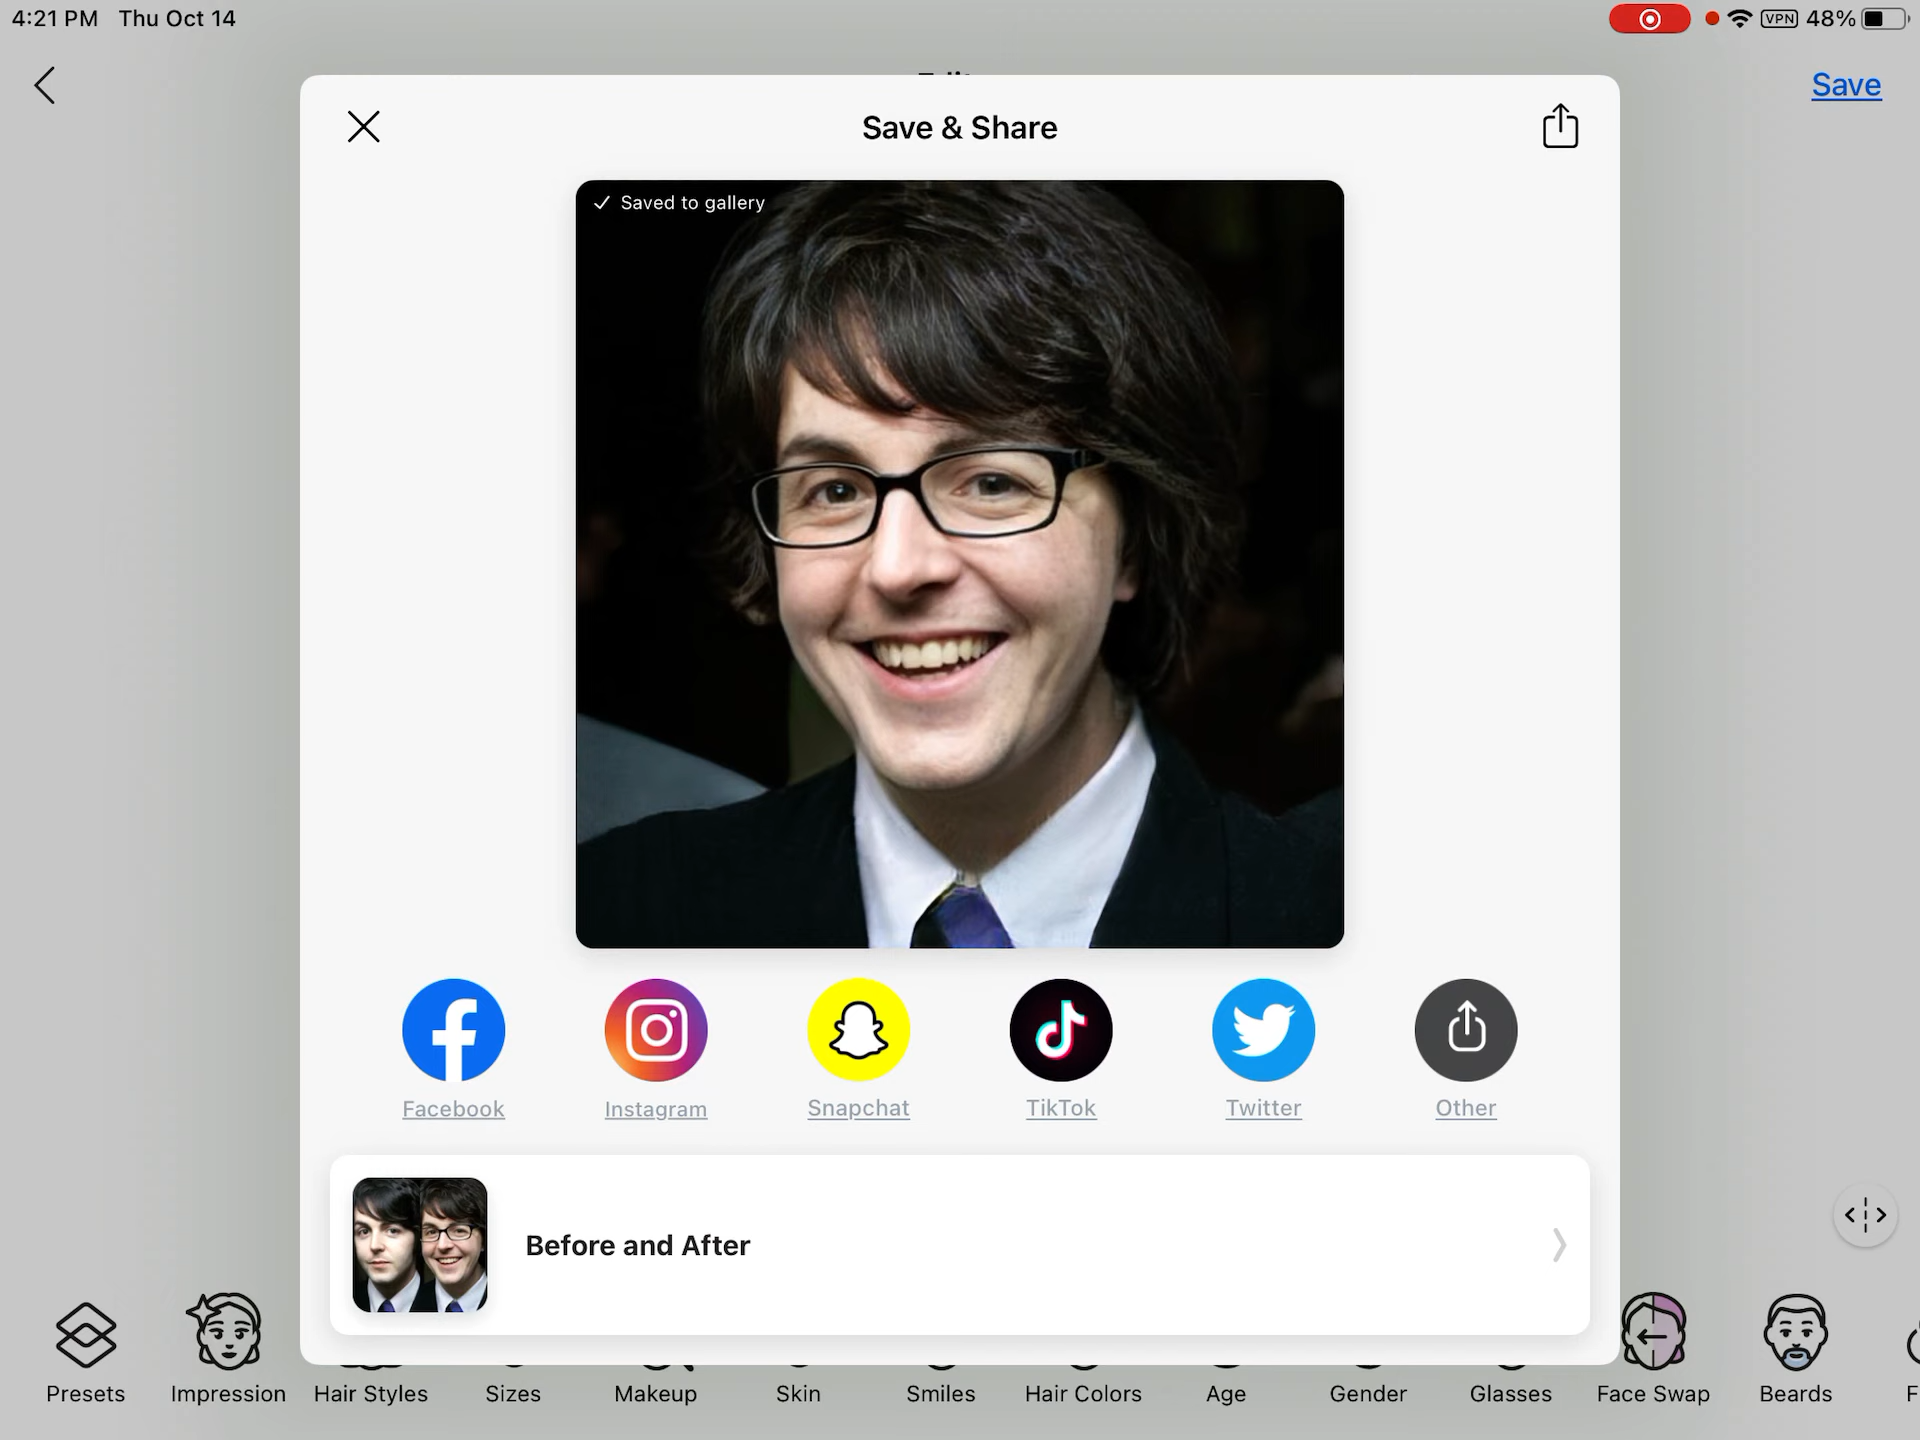 4:21 PM Thu Oct 14
VPN 48%
Save
Save & Share
Saved to gallery
Facebook Instagram Snapchat TikTok Twitter Other
Before and After
Presets Impression Hair Styles Sizes Makeup Skin Smiles Hair Colors Age Gender Glasses Face Swap Beards